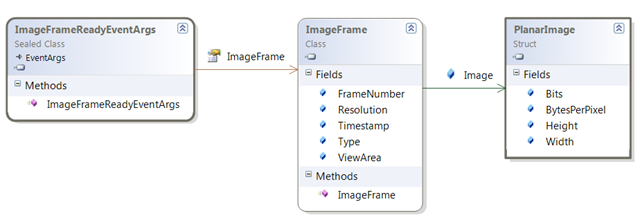 ImageFrameReadyEventArgs
Sealed Class
EventArgs
Methods
ImageFrameReadyEventArgs
ImageFrame
ImageFrame
Class
Fields
FrameNumber
Resolution
Timestamp
Type
ViewArea
Methods
ImageFrame
Image
PlanarImage
Struct
Fields
Bits
BytesPerPixel
Height
Width